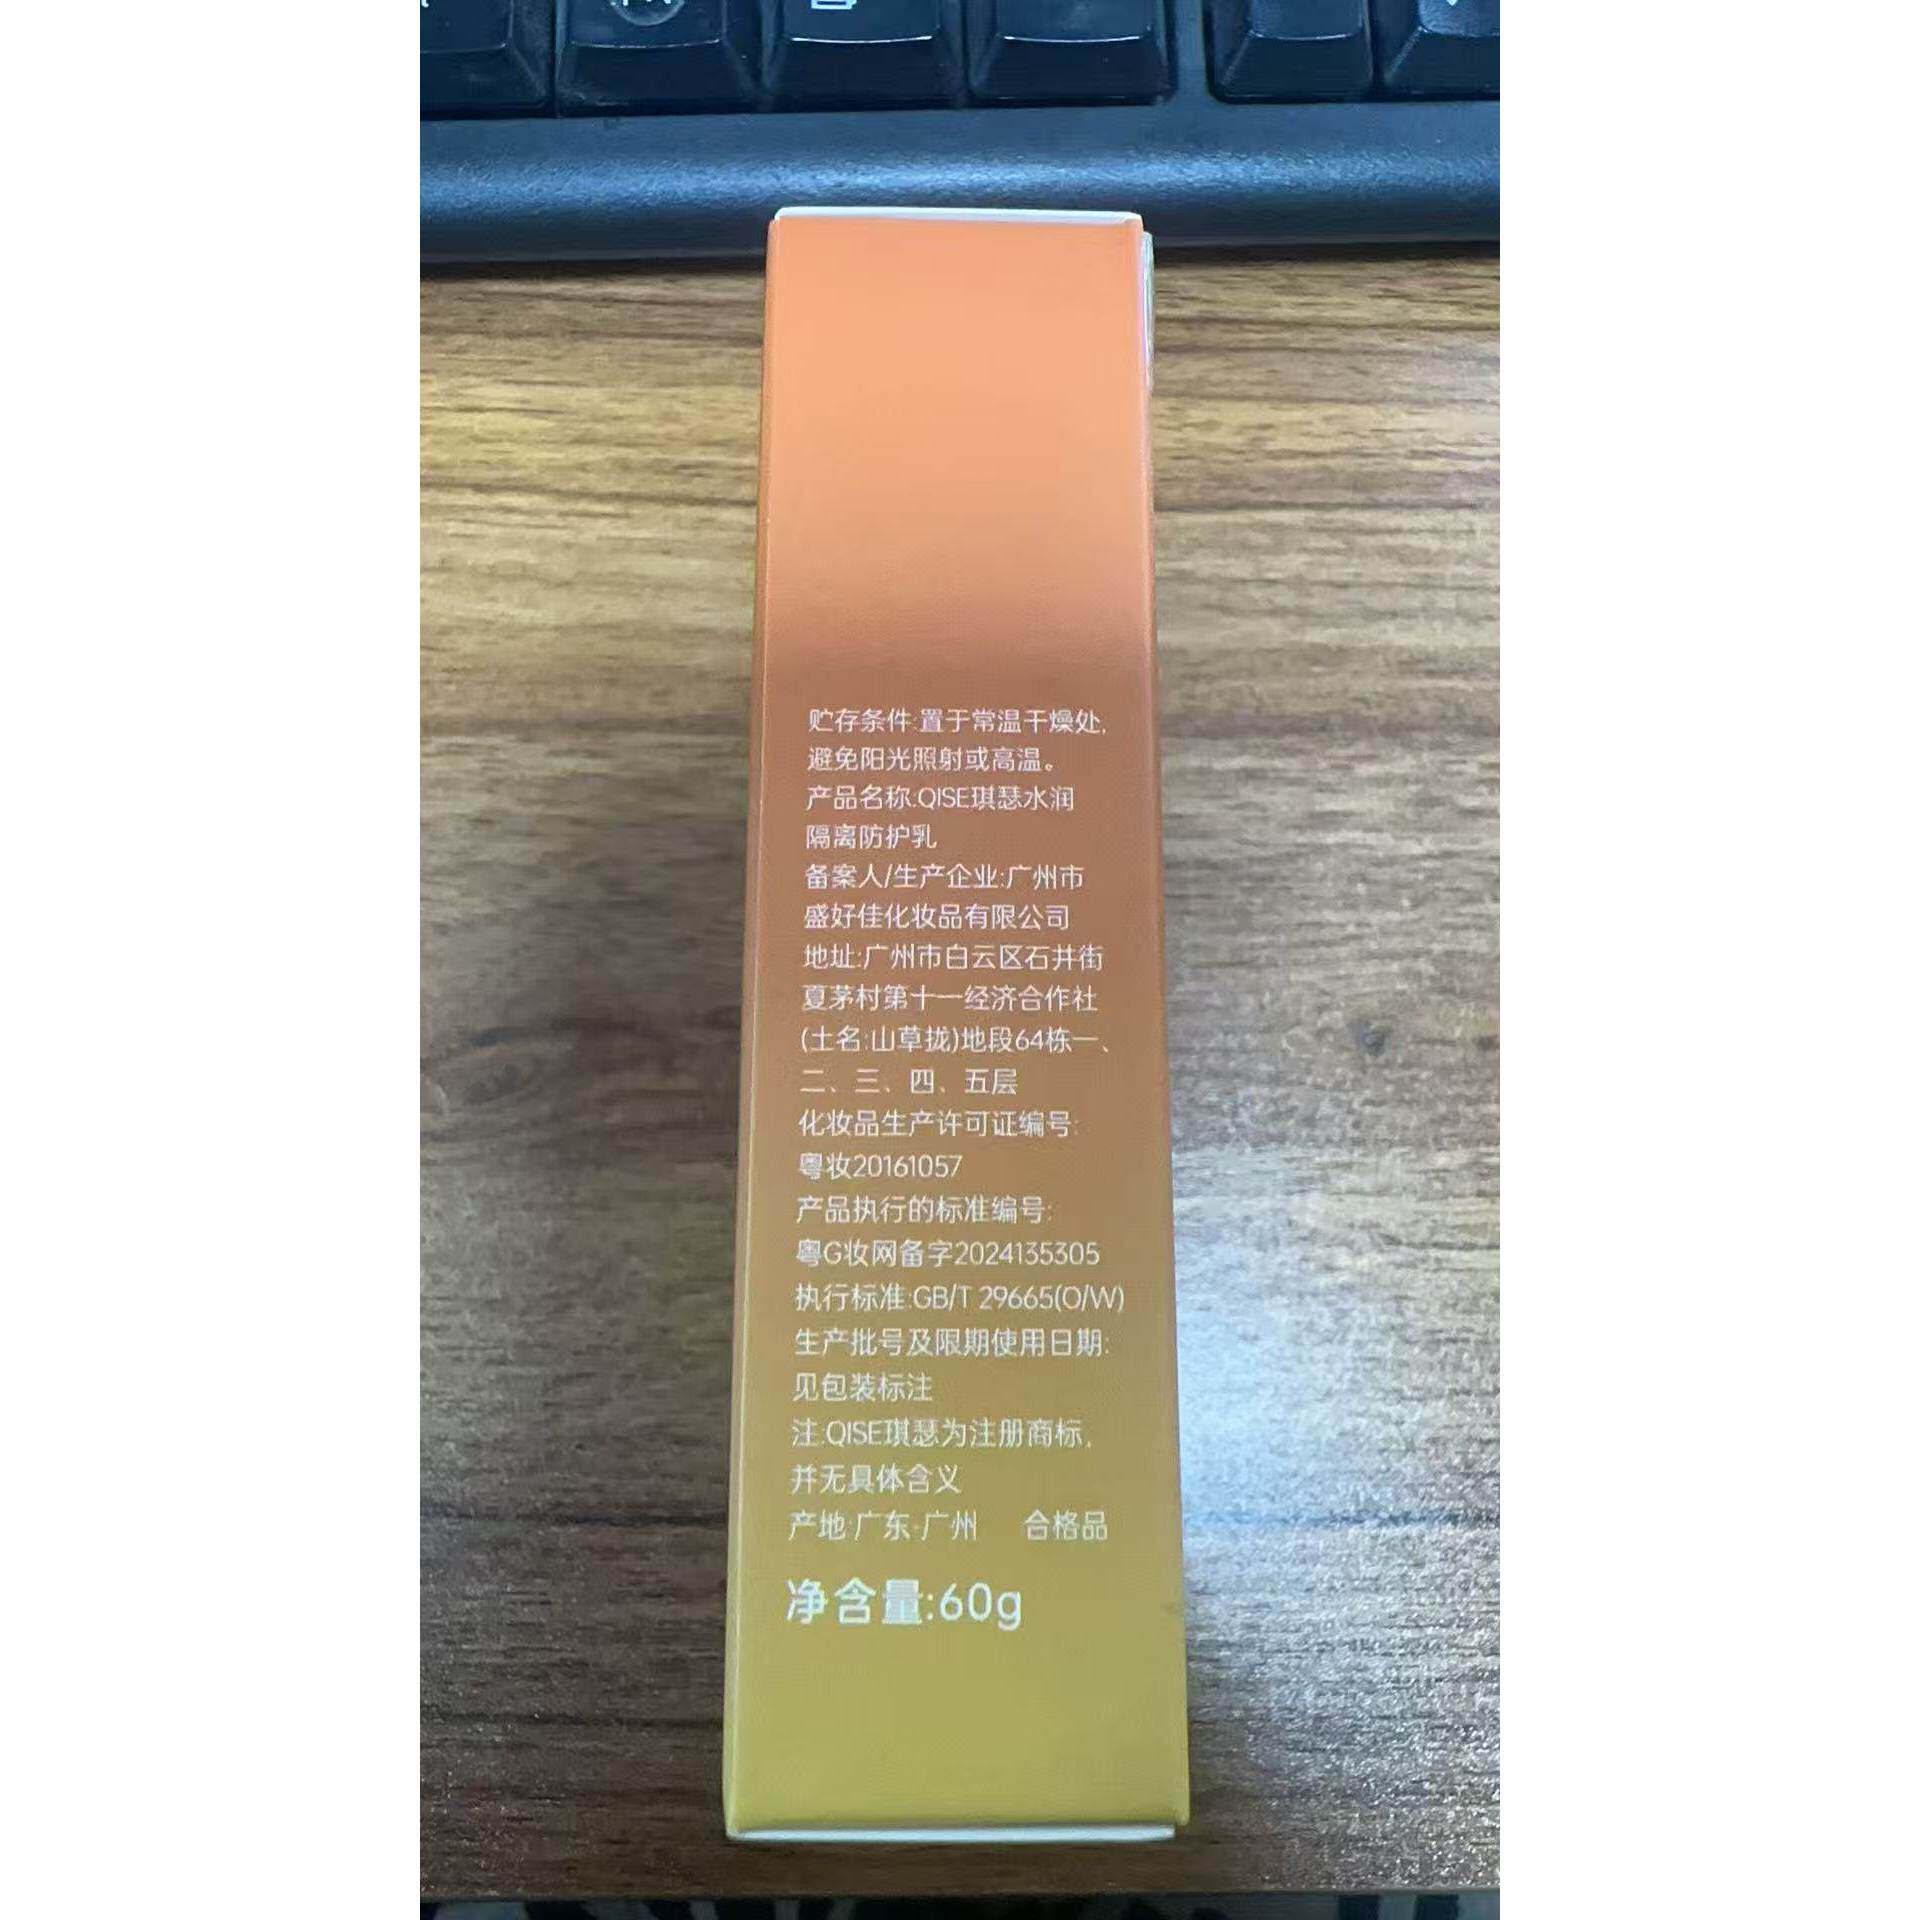 贮存条件:置于常温干燥处,
避免阳光照射或高温。
产品名称:QISE琪瑟水润
隔离防护乳
备案人/生产企业:广州市
盛好佳化妆品有限公司
地址:广州市白云区石井街
夏茅村第十一经济合作社
(土名:山草拢)地段64栋一、
二、三、四、五层
化妆品生产许可证编号:
粤妆20161057
产品执行的标准编号:
粤G妆网备字2024135305
执行标准:GB/T 29665(O/W)
生产批号及限期使用日期:
见包装标注
注:QISE琪瑟为注册商标,
并无具体含义
产地:广东·广州 合格品
净含量:60g